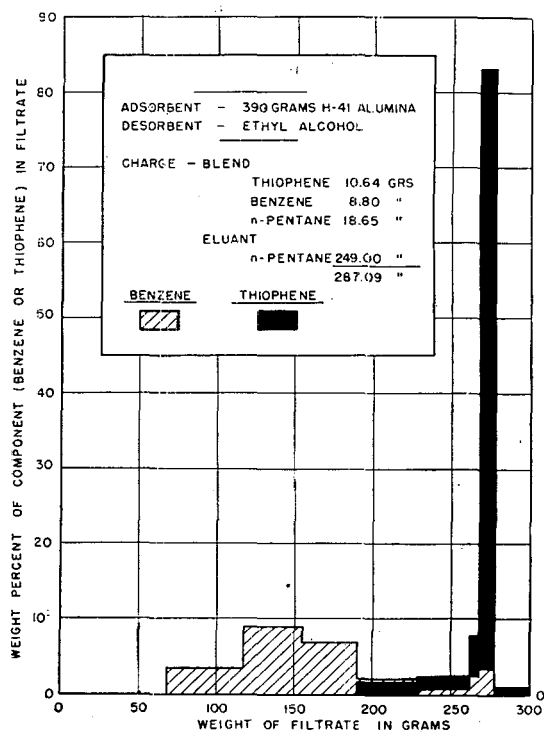 90
80
70
60
50
40
30
20
10
0
WEIGHT PERCENT OF COMPONENT (BENZENE OR THIOPHENE) IN FILTRATE
ADSORBENT – 390 GRAMS H-41 ALUMINA
DESORBENT – ETHYL ALCOHOL
CHARGE – BLEND
THIOPHENE 10.64 GRS
BENZENE 8.80 "
n-PENTANE 18.65 "
ELUANT
n-PENTANE 249.00 "
287.09 "
BENZENE THIOPHENE
0
0 50 100 150 200 250 300
WEIGHT OF FILTRATE IN GRAMS